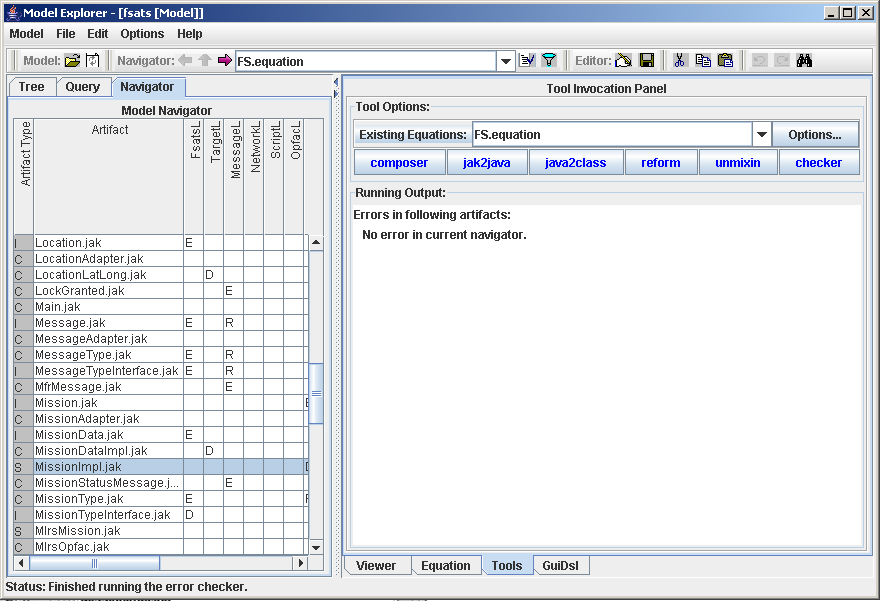 Model Explorer - [fsats [Model]]
Model File Edit Options Help
Model: Navigator: FS.equation Editor:
Tree Query Navigator
Model Navigator
Artifact Type Artifact FsatsL TargetL MessageL NetworkL ScriptL OpfacL
I Location.jak E
C LocationAdapter.jak
C LocationLatLong.jak D
C LockGranted.jak E
C Main.jak
I Message.jak E R
C MessageAdapter.jak
C MessageType.jak E R
I MessageTypeInterface.jak E R
C MfrMessage.jak E
I Mission.jak
C MissionAdapter.jak
I MissionData.jak E
C MissionDataImpl.jak D
S MissionImpl.jak
C MissionStatusMessage.j... E
C MissionType.jak E
I MissionTypeInterface.jak D
S MlrsMission.jak
C MlrsOpfac.jak
Tool Invocation Panel
Tool Options:
Existing Equations: FS.equation Options...
composer jak2java java2class reform unmixin checker
Running Output:
Errors in following artifacts:
No error in current navigator.
Viewer Equation Tools GuiDsl
Status: Finished running the error checker.